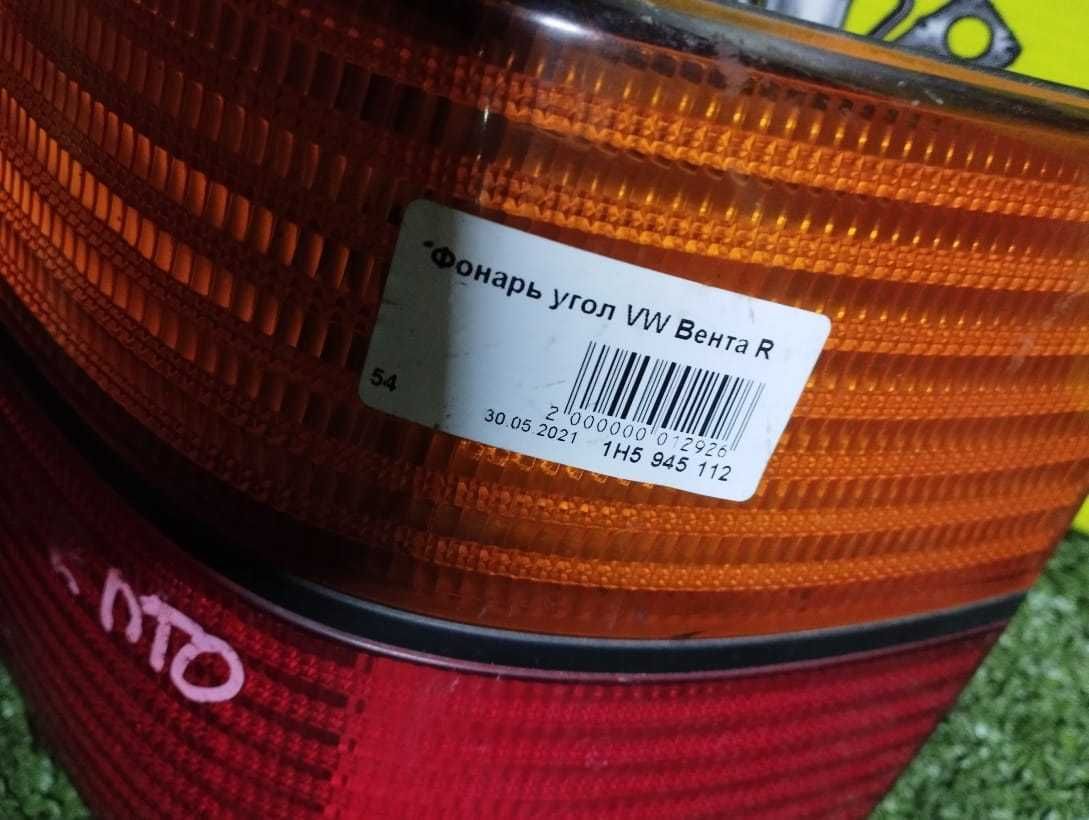 Фонарь угол VW Вента R
54
2 000000 012926
30.05.2021 1H5 945 112